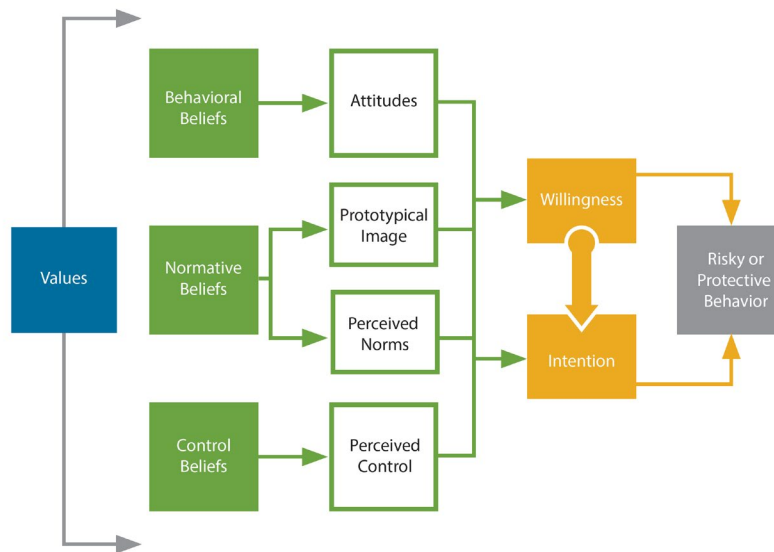 Behavioral
Beliefs
Attitudes
Willingness
Prototypical
Image
Values
Normative
Beliefs
Risky or
Protective
Behavior
Perceived
Norms
Intention
Control
Beliefs
Perceived
Control